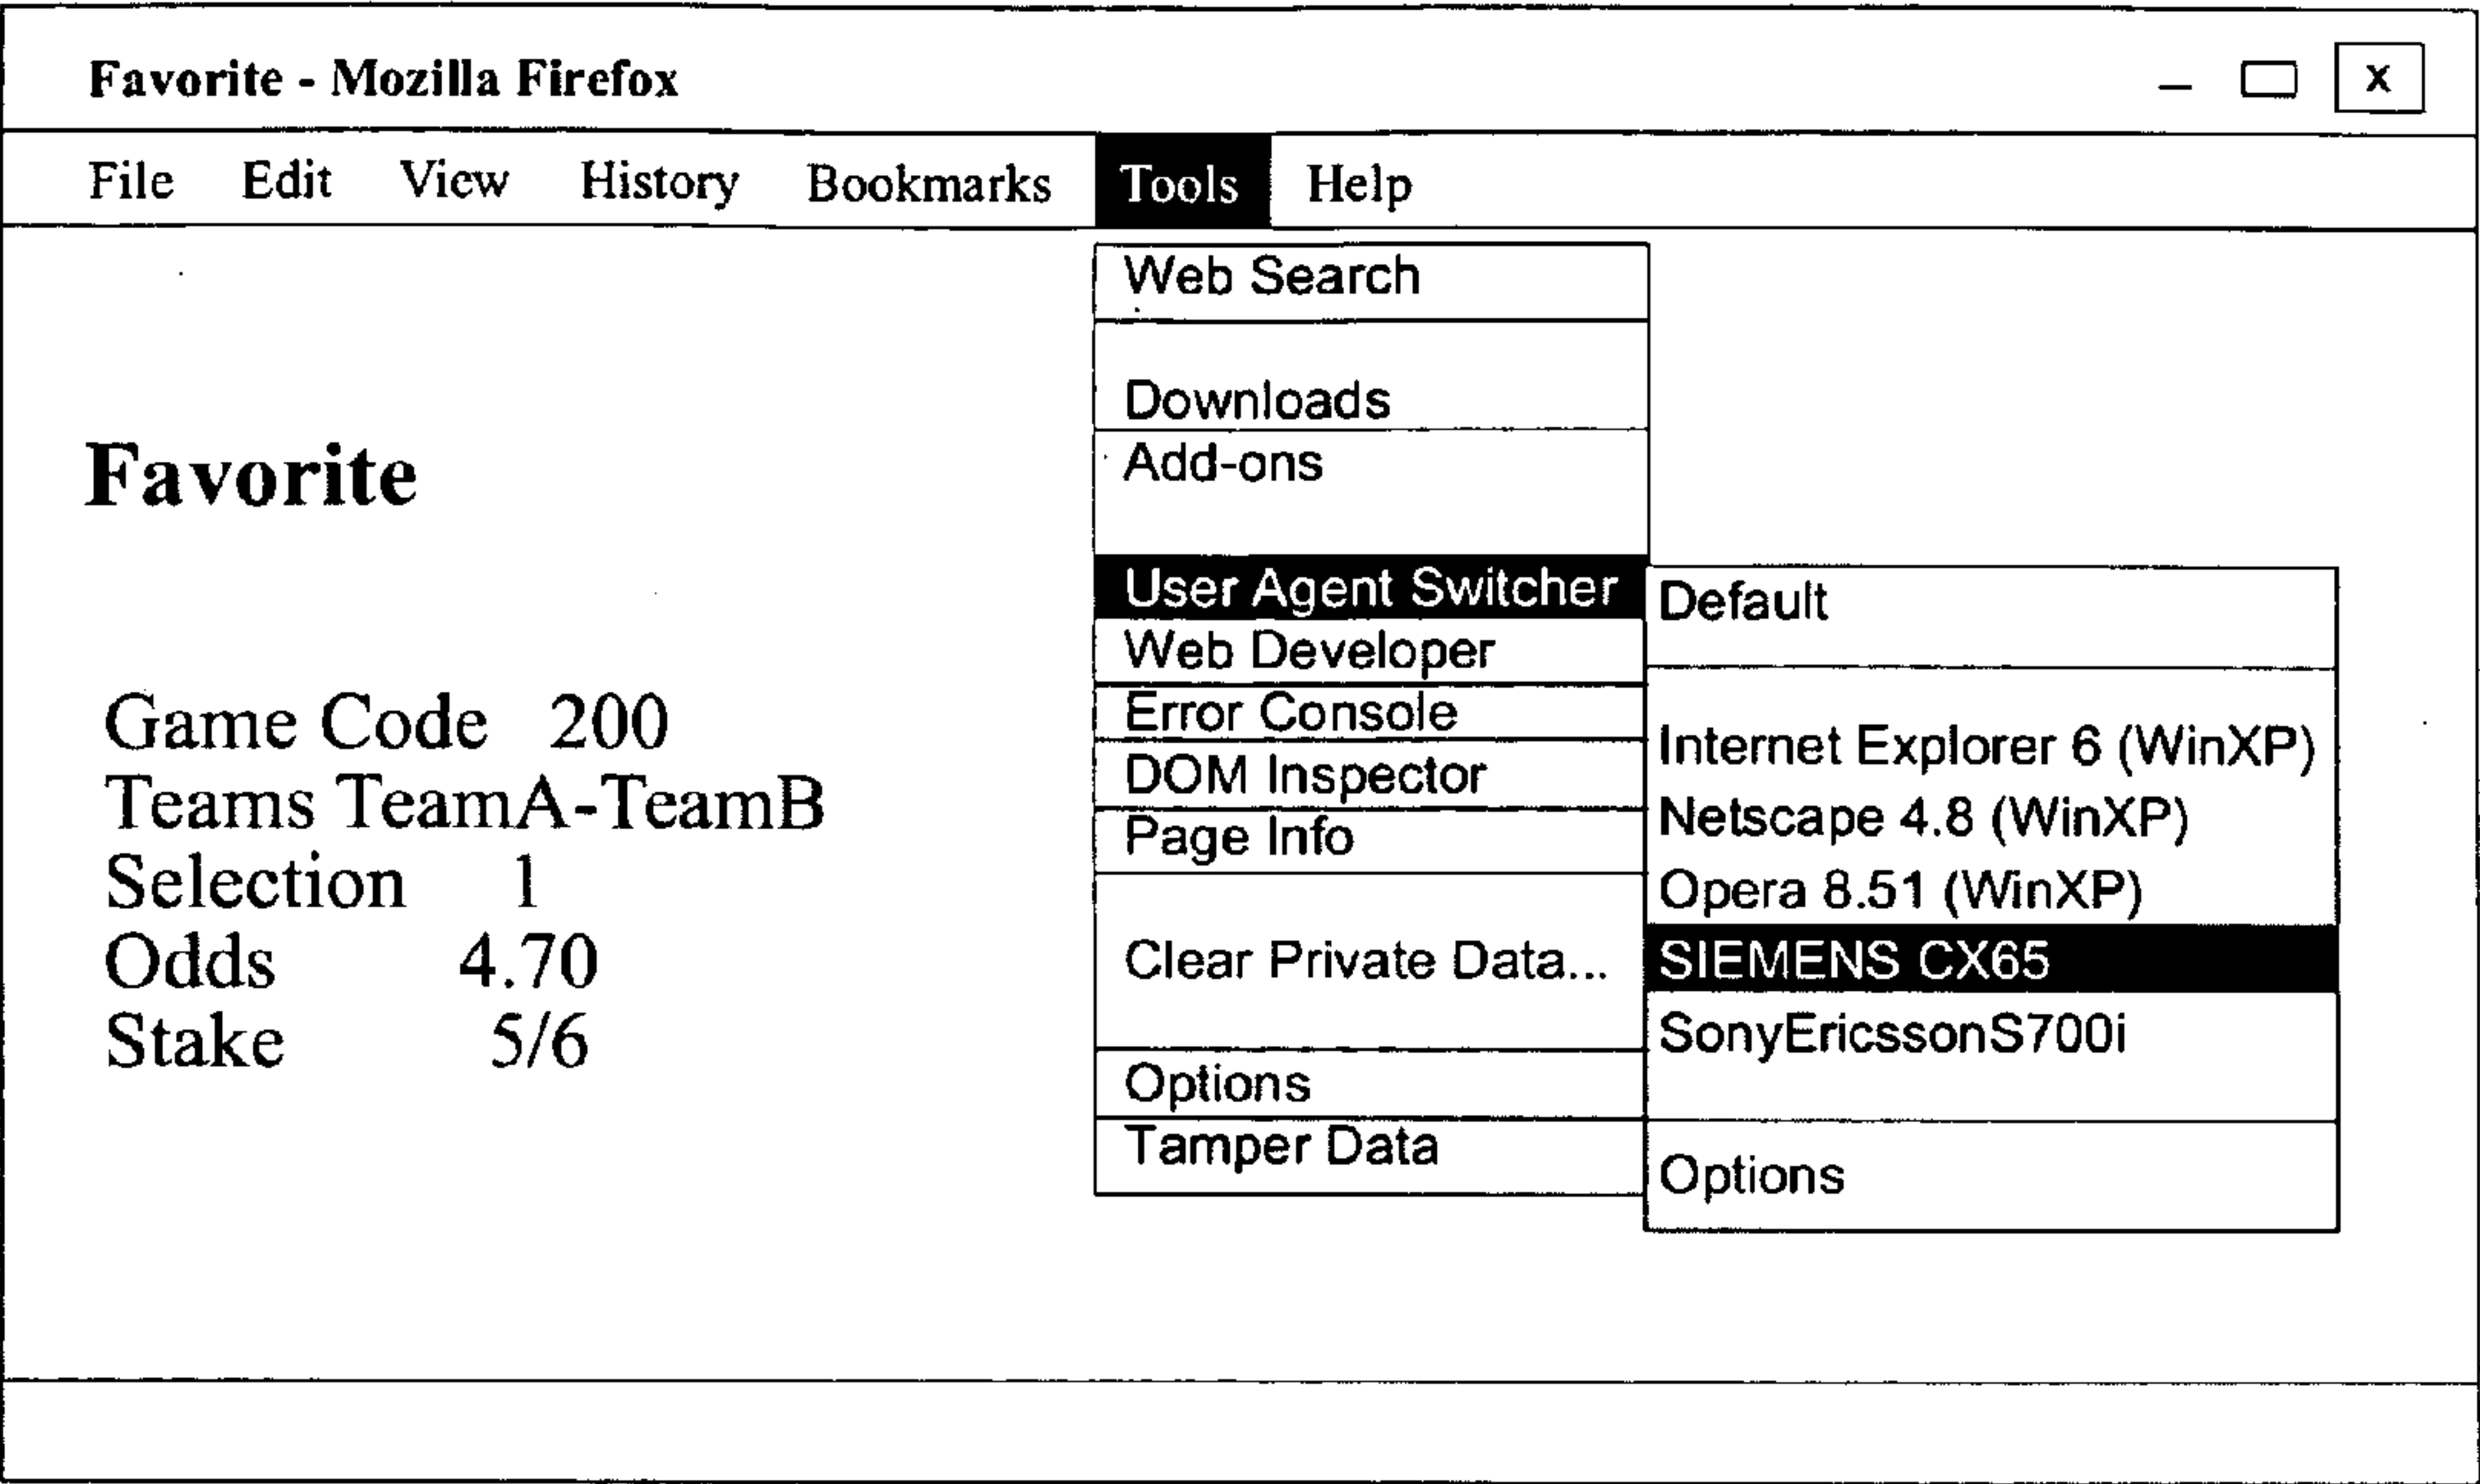 Favorite - Mozilla Firefox
X
File Edit View History Bookmarks Tools Help
Favorite
Game Code 200
Teams TeamA-TeamB
Selection 1
Odds 4.70
Stake 5/6
Web Search
Downloads
Add-ons
User Agent Switcher
Web Developer
Error Console
DOM Inspector
Page Info
Clear Private Data...
Options
Tamper Data
Default
Internet Explorer 6 (WinXP)
Netscape 4.8 (WinXP)
Opera 8.51 (WinXP)
SIEMENS CX65
SonyEricssonS700i
Options